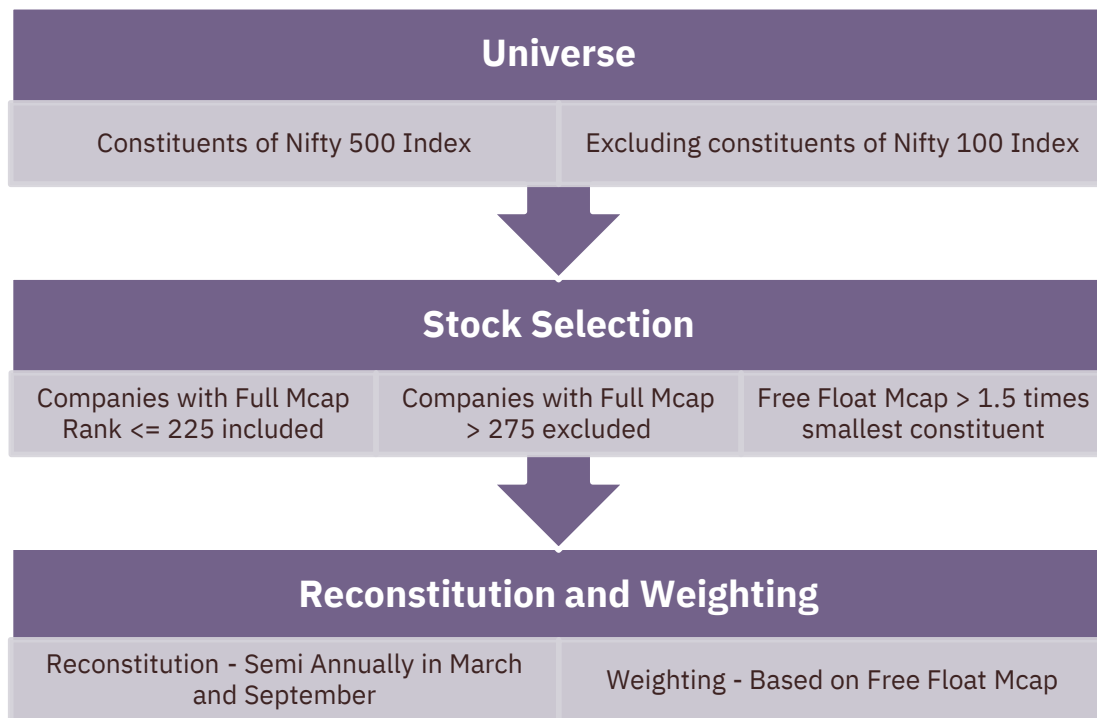 Universe
Constituents of Nifty 500 Index
Excluding constituents of Nifty 100 Index
Stock Selection
Companies with Full Mcap
Rank <= 225 included
Companies with Full Mcap
> 275 excluded
Free Float Mcap > 1.5 times
smallest constituent
Reconstitution and Weighting
Reconstitution - Semi Annually in March
and September
Weighting - Based on Free Float Mcap